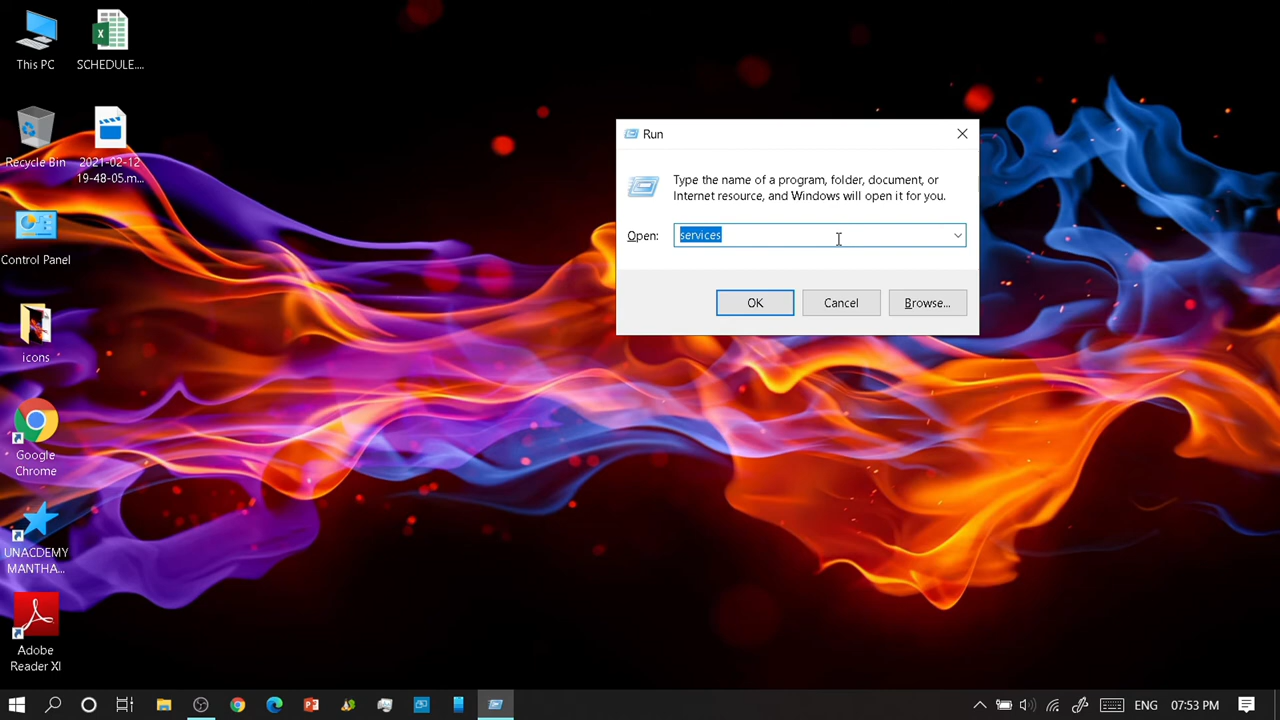 This PC
SCHEDULE....
Recycle Bin
2021-02-12
19-48-05.m...
Control Panel
icons
Google
Chrome
UNACDEMY
MANTHA...
Adobe
Reader XI
Run
Type the name of a program, folder, document, or
Internet resource, and Windows will open it for you.
Open:
services
OK
Cancel
Browse...
ENG
07:53 PM